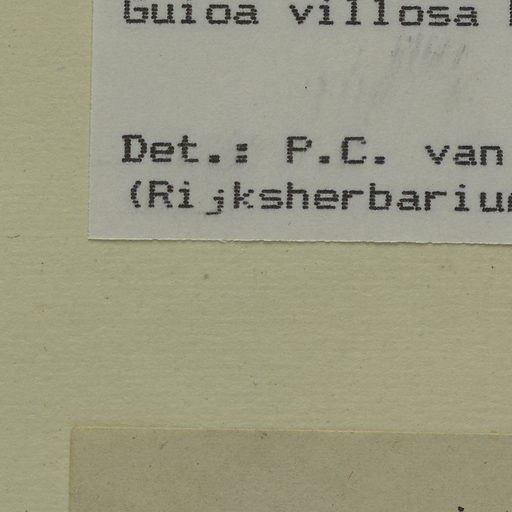 Guioa villosa
Det.: P.C. van
(Rijksherbariu